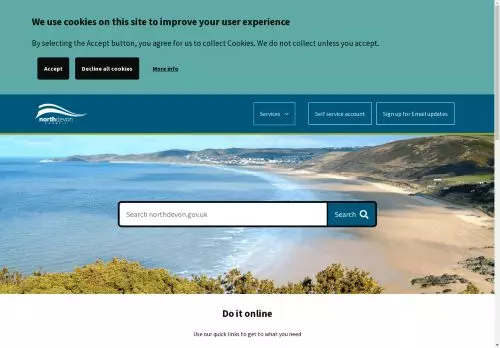 We use cookies on this site to improve your user experience
By selecting the Accept button, you agree for us to collect Cookies. We do not collect unless you accept.
Accept Decline all cookies More info
northdevon
Services Self service account Sign up for Email updates
Search northdevon.gov.uk Search
Do it online
Use our quick links to get to what you need